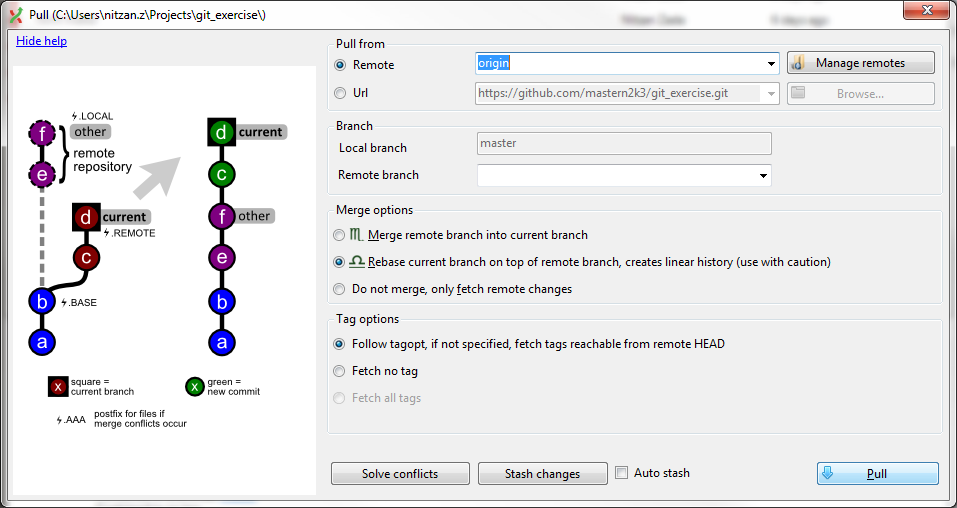 Pull (C:\Users\nitzan.z\Projects\git_exercise\)
Hide help
.LOCAL
f other
remote
repository
e
d current
.REMOTE
c
b .BASE
a
d current
c
f other
e
b
a
x square =
current branch
x green =
new commit
.AAA postfix for files if
merge conflicts occur
Pull from
Remote origin Manage remotes
Url https://github.com/mastern2k3/git_exercise.git Browse...
Branch
Local branch master
Remote branch
Merge options
Merge remote branch into current branch
Rebase current branch on top of remote branch, creates linear history (use with caution)
Do not merge, only fetch remote changes
Tag options
Follow tagopt, if not specified, fetch tags reachable from remote HEAD
Fetch no tag
Fetch all tags
Solve conflicts Stash changes Auto stash Pull